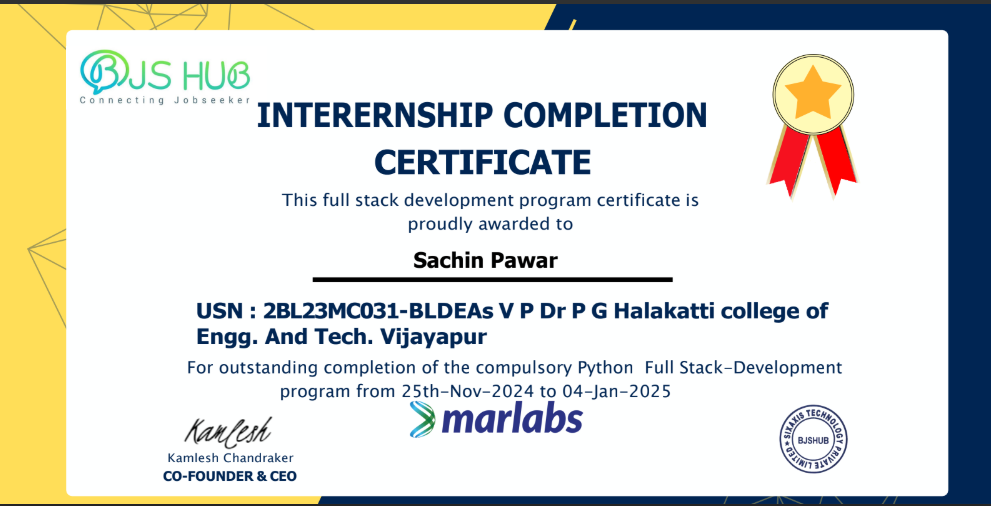 BJS HUB
Connecting Jobseeker
INTERERNSHIP COMPLETION
CERTIFICATE
This full stack development program certificate is
proudly awarded to
Sachin Pawar
USN : 2BL23MC031-BLDEAs V P Dr P G Halakatti college of
Engg. And Tech. Vijayapur
For outstanding completion of the compulsory Python Full Stack-Development
program from 25th-Nov-2024 to 04-Jan-2025
marlabs
Kamlesh
Kamlesh Chandraker
CO-FOUNDER & CEO
SIXAXIS TECHNOLOGY PRIVATE LIMITED
BJSHUB